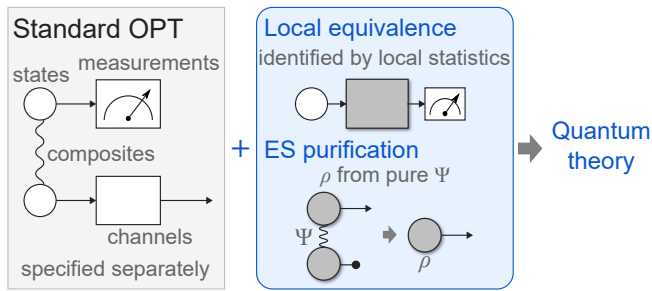 Standard OPT
states
measurements
composites
channels
specified separately
+
Local equivalence
identified by local statistics
ES purification
ρ from pure Ψ
Ψ
ρ
Quantum
theory